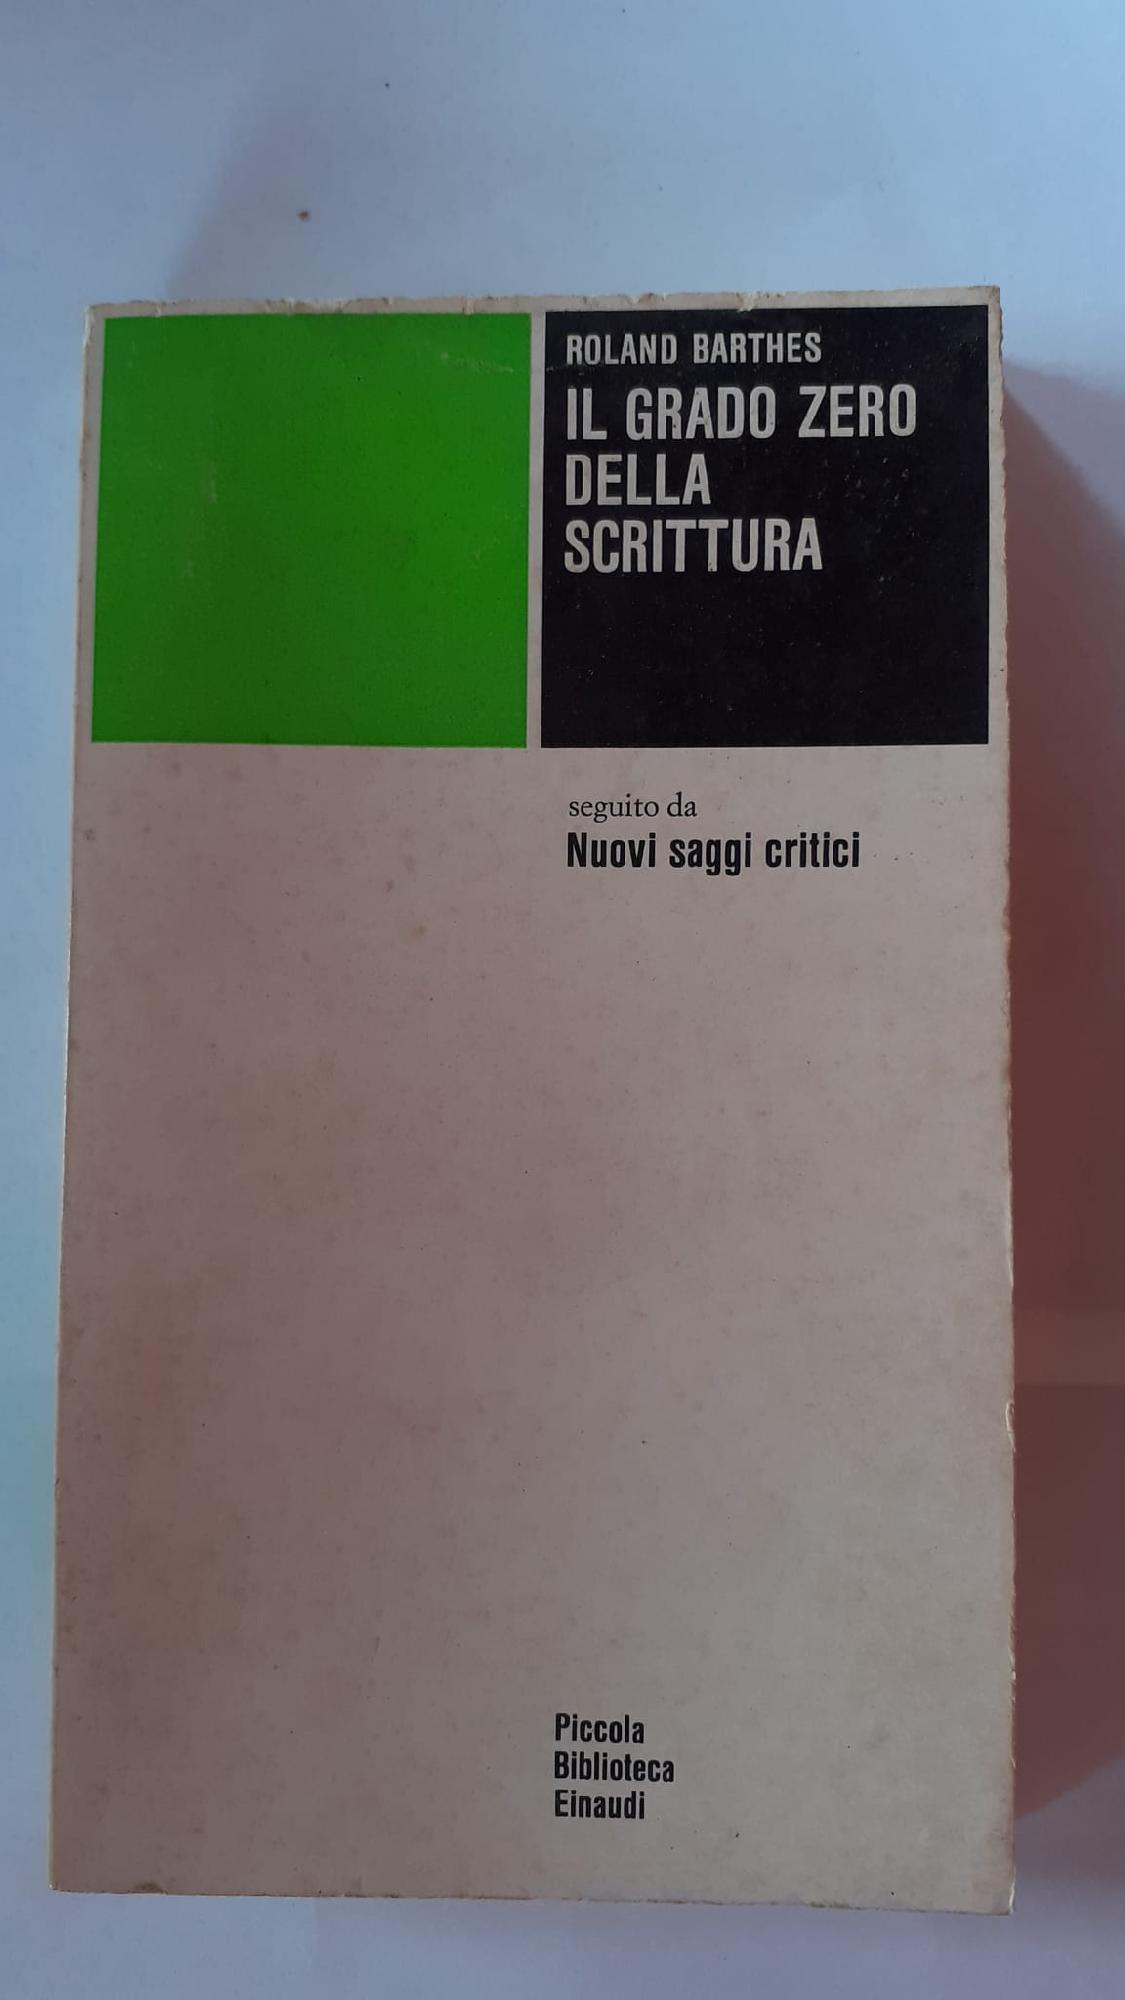 ROLAND BARTHES
IL GRADO ZERO
DELLA
SCRITTURA
seguito da
Nuovi saggi critici
Piccola
Biblioteca
Einaudi